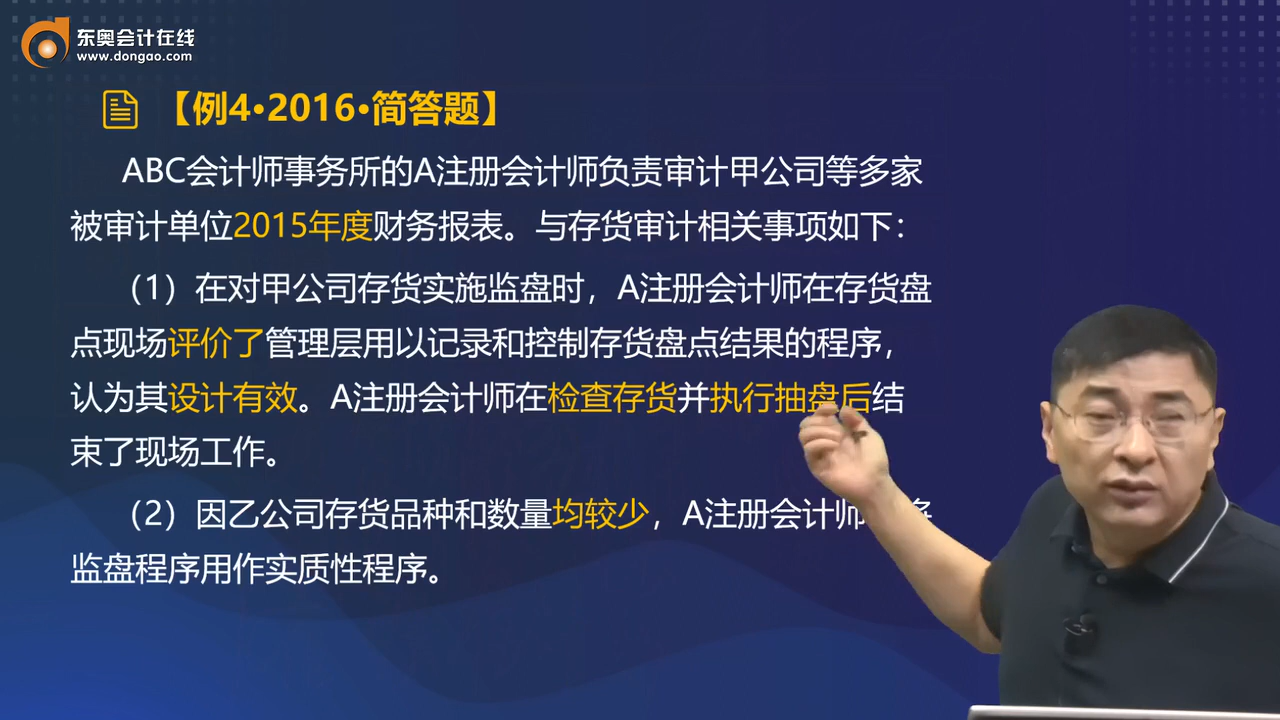 东奥会计在线
www.dongao.com
【例4•2016•简答题】
ABC会计师事务所的A注册会计师负责审计甲公司等多家
被审计单位2015年度财务报表。与存货审计相关事项如下：
（1）在对甲公司存货实施监盘时，A注册会计师在存货盘
点现场评价了管理层用以记录和控制存货盘点结果的程序，
认为其设计有效。A注册会计师在检查存货并执行抽盘后结
束了现场工作。
（2）因乙公司存货品种和数量均较少，A注册会计师
监盘程序用作实质性程序。